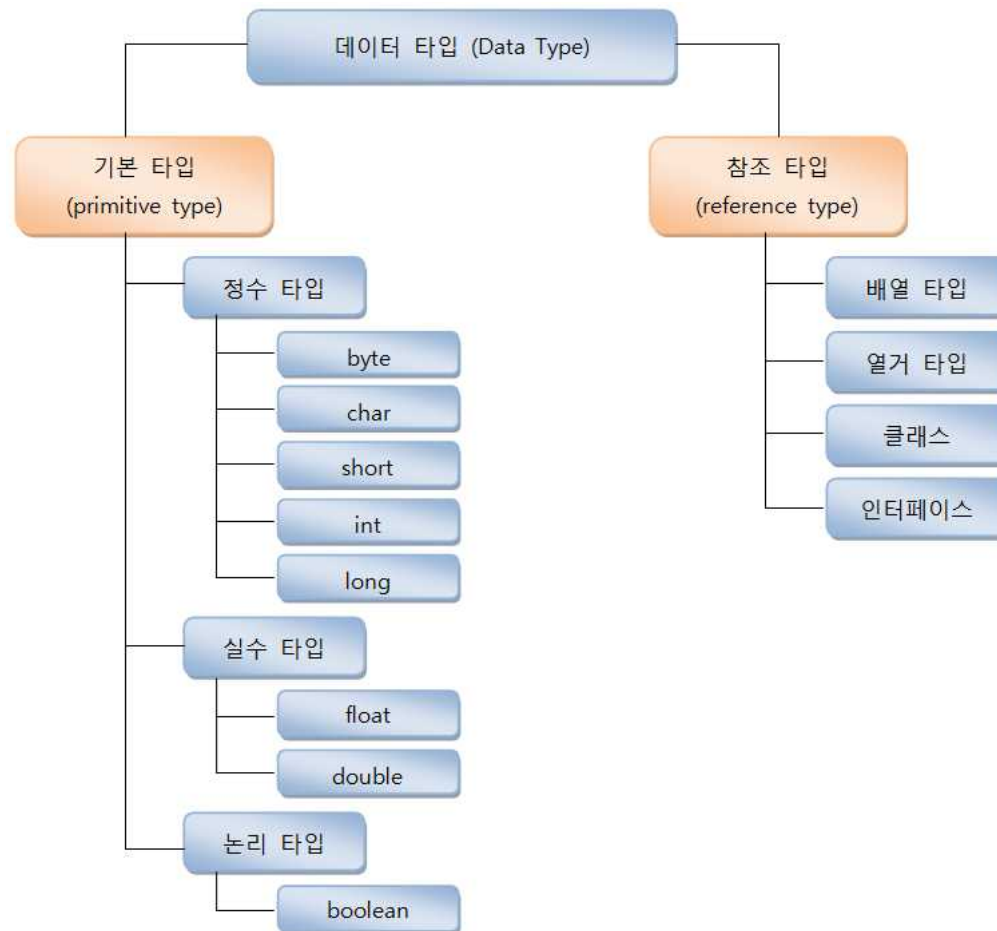 데이터 타입 (Data Type)
기본 타입
(primitive type)
정수 타입
byte
char
short
int
long
실수 타입
float
double
논리 타입
boolean
참조 타입
(reference type)
배열 타입
열거 타입
클래스
인터페이스